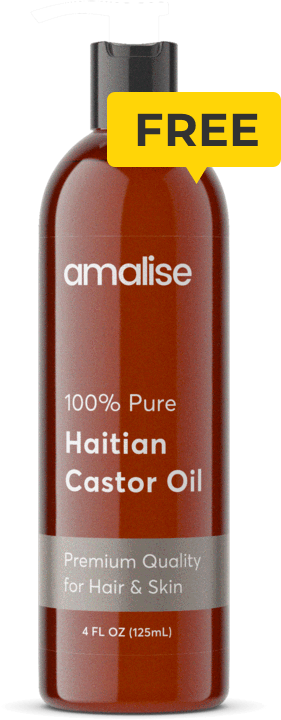 FREE
amalise
100% Pure
Haitian
Castor Oil
Premium Quality
for Hair & Skin
4 FL OZ (125mL)